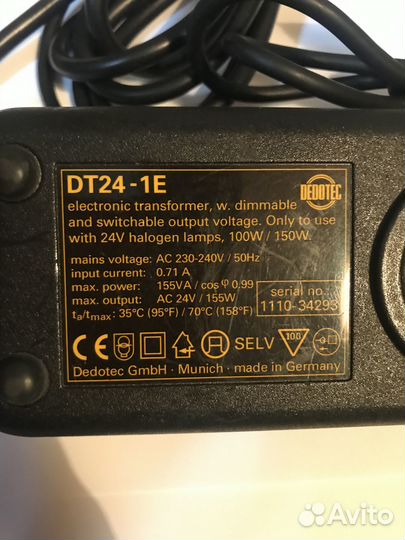 DT24-1E
DEDOTEC
electronic transformer, w. dimmable
and switchable output voltage. Only to use
with 24V halogen lamps, 100W / 150W.
mains voltage: AC 230-240V / 50Hz
input current: 0.71 A
max. power: 155VA / cos φ 0,99
max. output: AC 24V / 155W
ta/tmax: 35°C (95°F) / 70°C (158°F)
serial no.:
1110-34295
CE SELV 100°
Dedotec GmbH · Munich · made in Germany
Avito